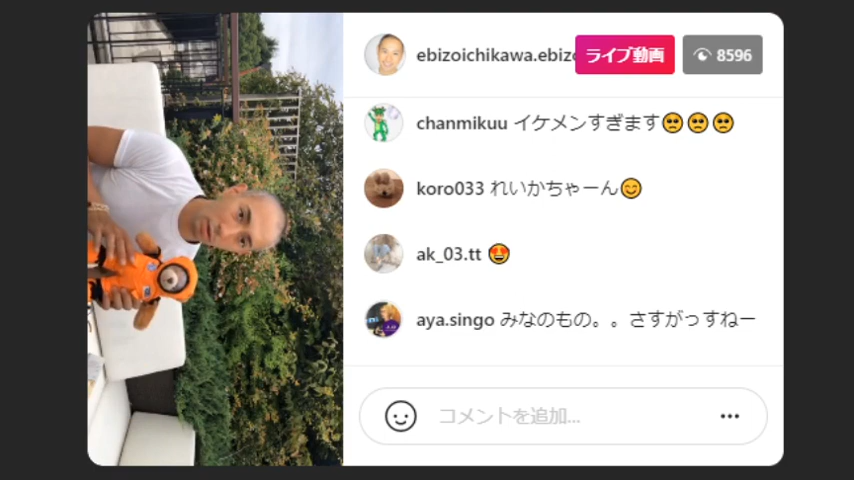 ebizoichikawa.ebizo
ライブ動画
8596
chanmikuu イケメンすぎます🥺🥺🥺
koro033 れいかちゃーん😊
ak_03.tt 🤩
aya.singo みなのもの。。さすがっすねー
コメントを追加...